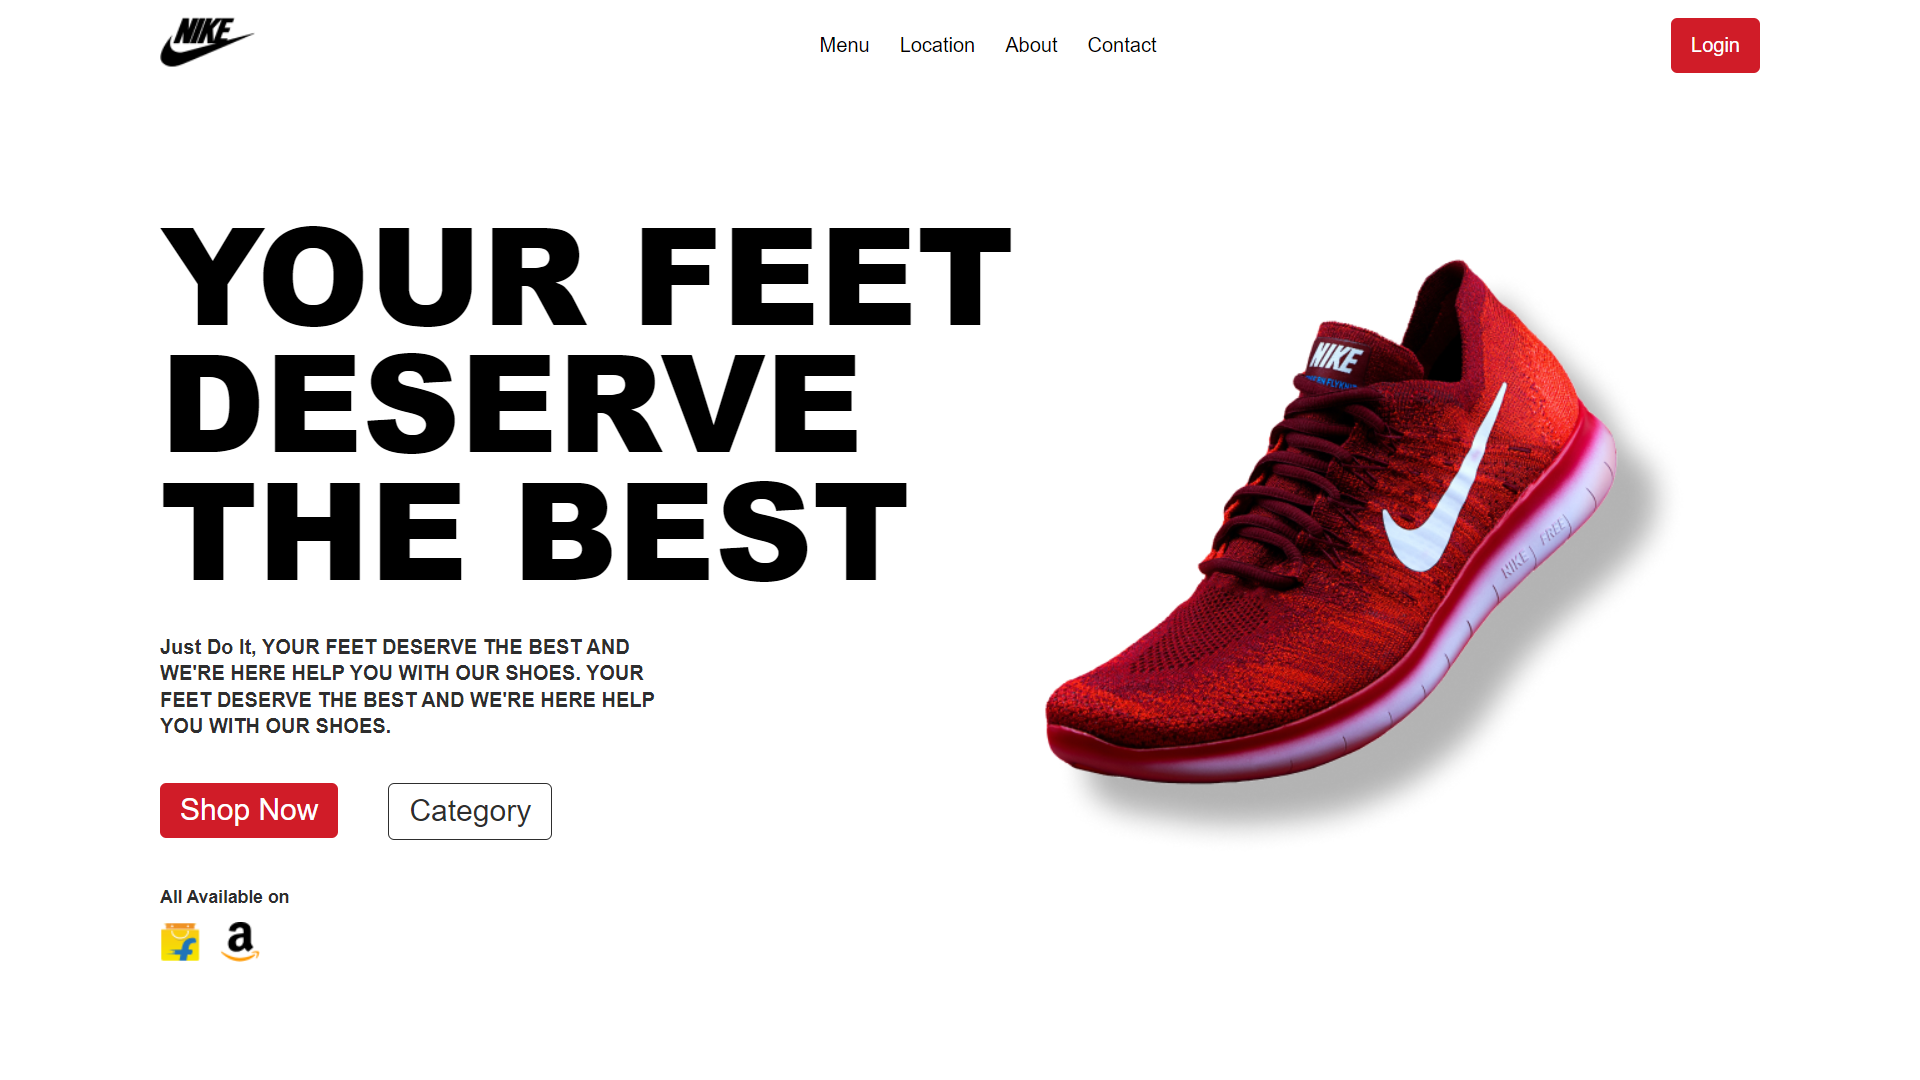 NIKE
Menu
Location
About
Contact
Login
YOUR FEET
DESERVE
THE BEST
NIKE
NIKE FREE
Just Do It, YOUR FEET DESERVE THE BEST AND
WE'RE HERE HELP YOU WITH OUR SHOES. YOUR
FEET DESERVE THE BEST AND WE'RE HERE HELP
YOU WITH OUR SHOES.
Shop Now
Category
All Available on
f
a